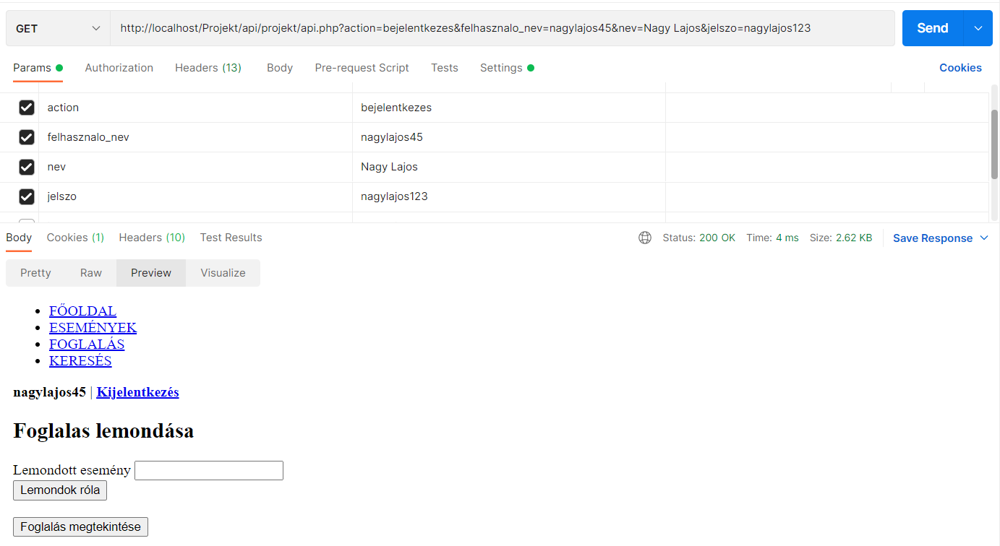 GET http://localhost/Projekt/api/projekt/api.php?action=bejelentkezes&felhasznalo_nev=nagylajos45&nev=Nagy Lajos&jelszo=nagylajos123 Send
Params Authorization Headers (13) Body Pre-request Script Tests Settings Cookies
action bejelentkezes
felhasznalo_nev nagylajos45
nev Nagy Lajos
jelszo nagylajos123
Body Cookies (1) Headers (10) Test Results Status: 200 OK Time: 4 ms Size: 2.62 KB Save Response
Pretty Raw Preview Visualize
FŐOLDAL
ESEMÉNYEK
FOGLALÁS
KERESÉS
nagylajos45 | Kijelentkezés
Foglalas lemondása
Lemondott esemény
Lemondok róla
Foglalás megtekintése